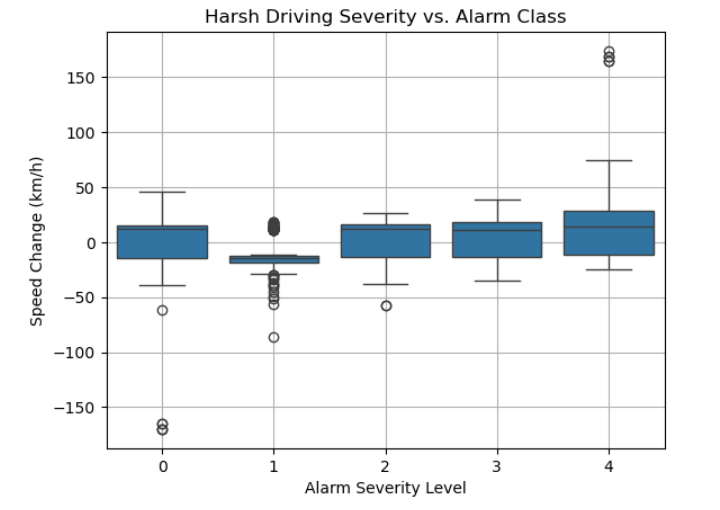 Harsh Driving Severity vs. Alarm Class
150
100
50
0
−50
−100
−150
Speed Change (km/h)
0 1 2 3 4
Alarm Severity Level